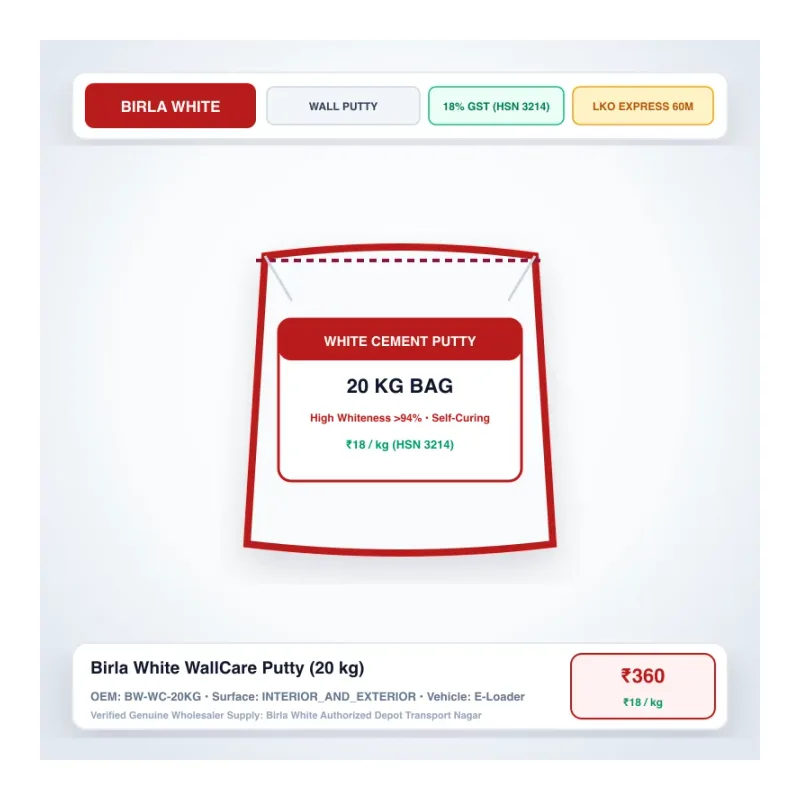 BIRLA WHITE
WALL PUTTY
18% GST (HSN 3214)
LKO EXPRESS 60M
WHITE CEMENT PUTTY
20 KG BAG
High Whiteness >94% • Self-Curing
₹18 / kg (HSN 3214)
Birla White WallCare Putty (20 kg)
OEM: BW-WC-20KG • Surface: INTERIOR_AND_EXTERIOR • Vehicle: E-Loader
Verified Genuine Wholesaler Supply: Birla White Authorized Depot Transport Nagar
₹360
₹18 / kg